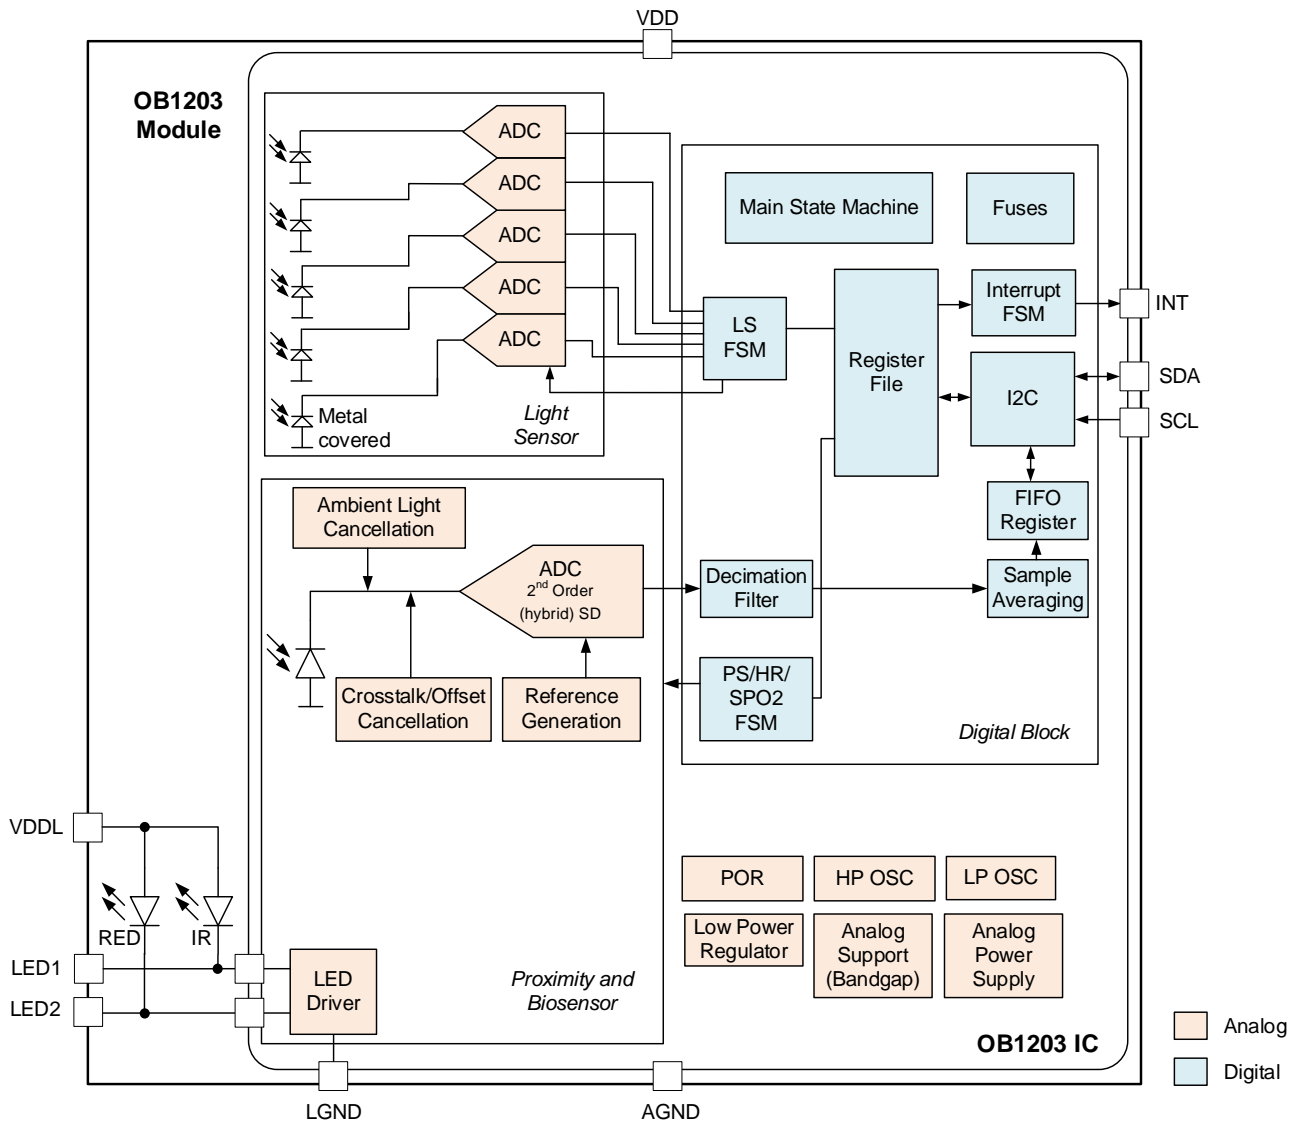 VDD
OB1203
Module
ADC
ADC
ADC
ADC
ADC
Metal
covered
Light
Sensor
Main State Machine
Fuses
LS
FSM
Register
File
Interrupt
FSM
I2C
INT
SDA
SCL
FIFO
Register
Sample
Averaging
Decimation
Filter
PS/HR/
SPO2
FSM
Digital Block
Ambient Light
Cancellation
ADC
2nd Order
(hybrid) SD
Crosstalk/Offset
Cancellation
Reference
Generation
VDDL
RED
IR
LED1
LED2
LED
Driver
Proximity and
Biosensor
POR
HP OSC
LP OSC
Low Power
Regulator
Analog
Support
(Bandgap)
Analog
Power
Supply
OB1203 IC
Analog
Digital
LGND
AGND